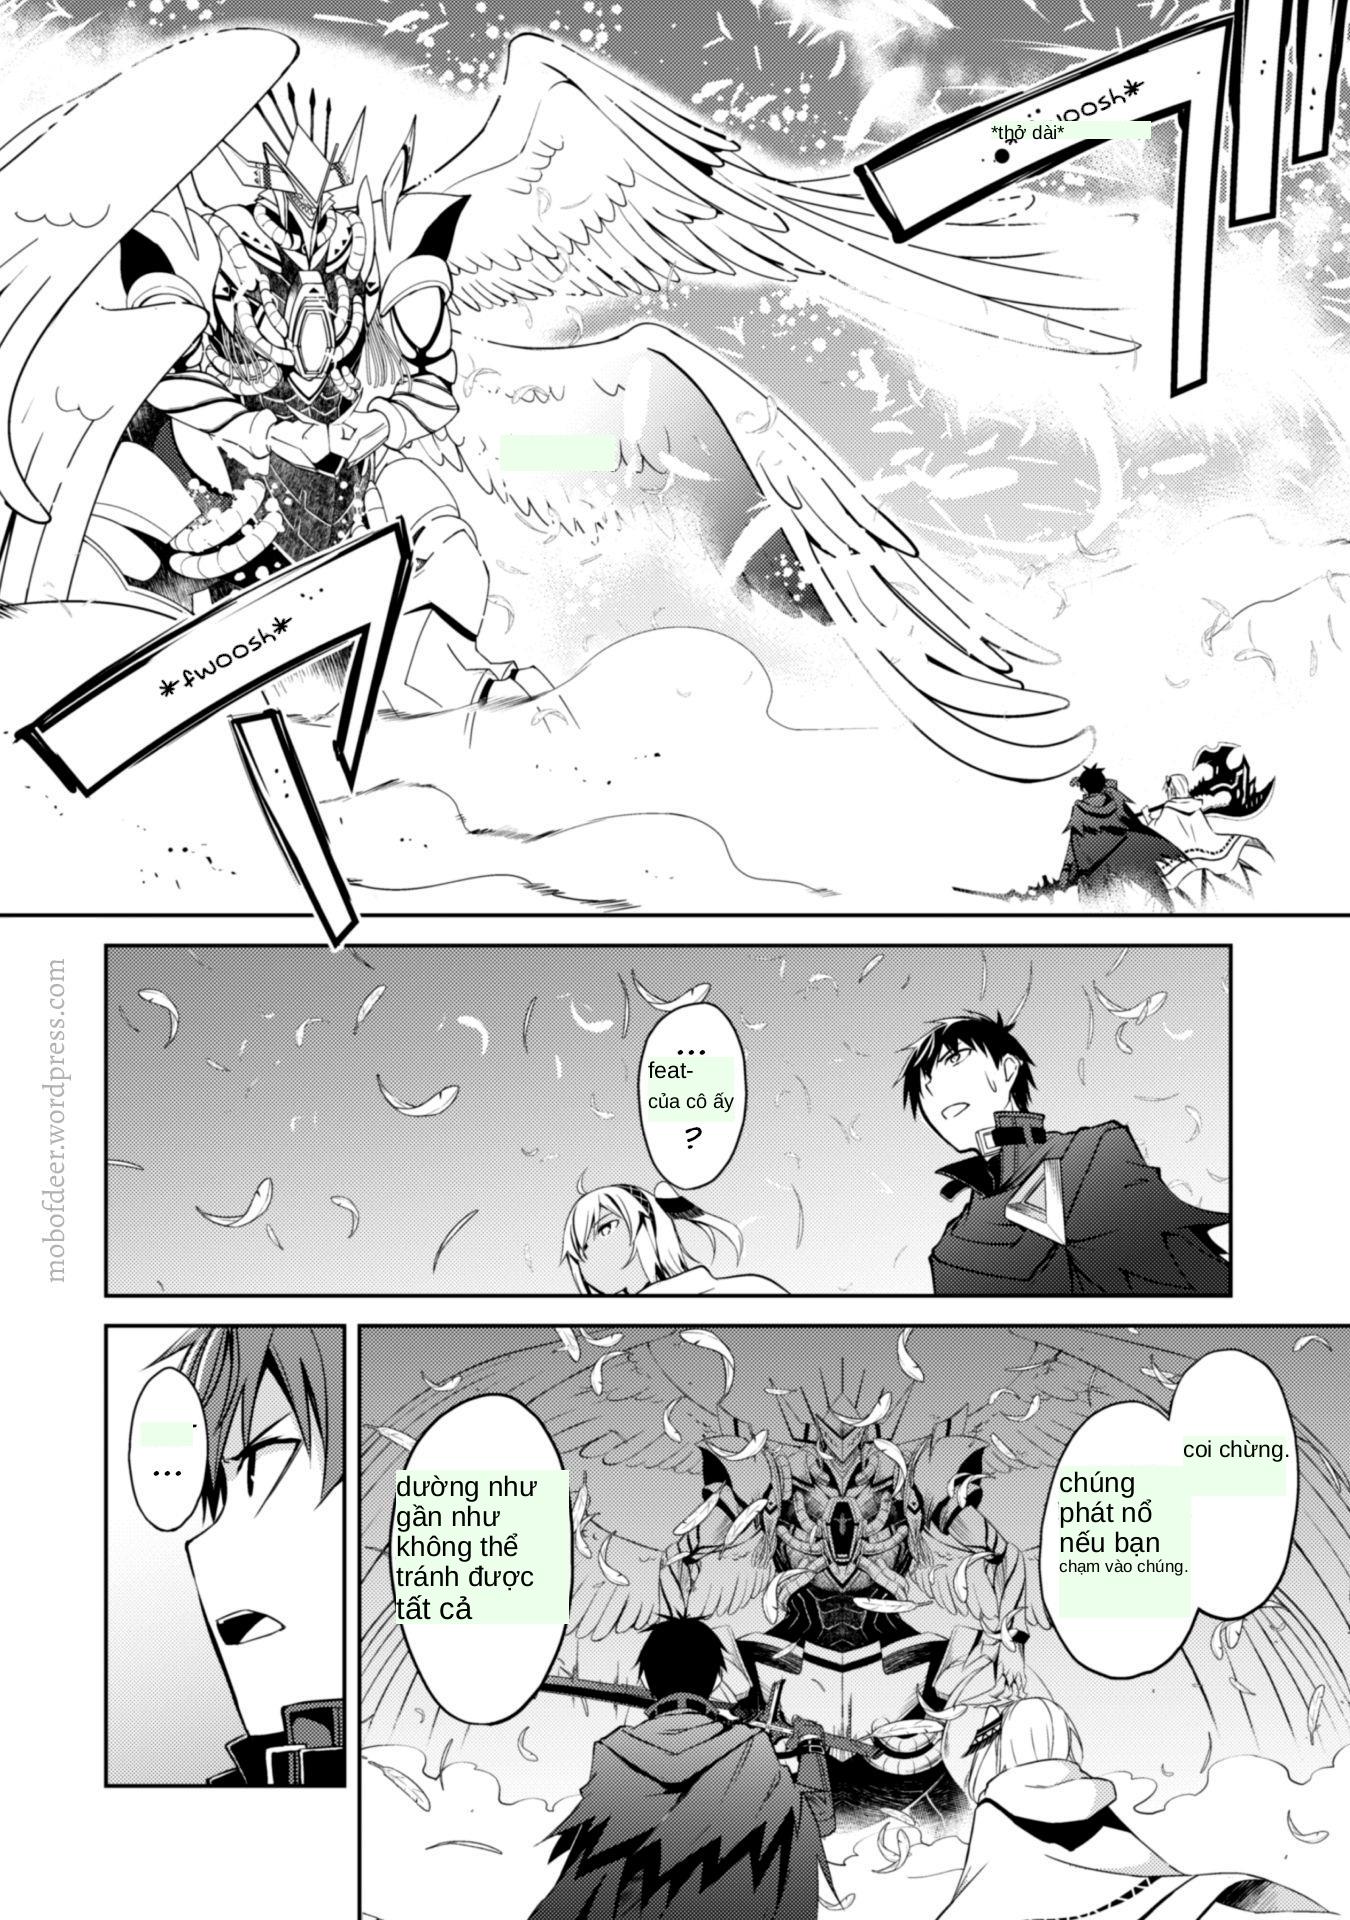 *fwoosh*
*thở dài*
*fwoosh*
mobofdeer.wordpress.com
...
feat-
của cô ấy
?
coi chừng.
chúng
phát nổ
nếu bạn
chạm vào chúng.
dường như
gần như
không thể
tránh được
tất cả
...